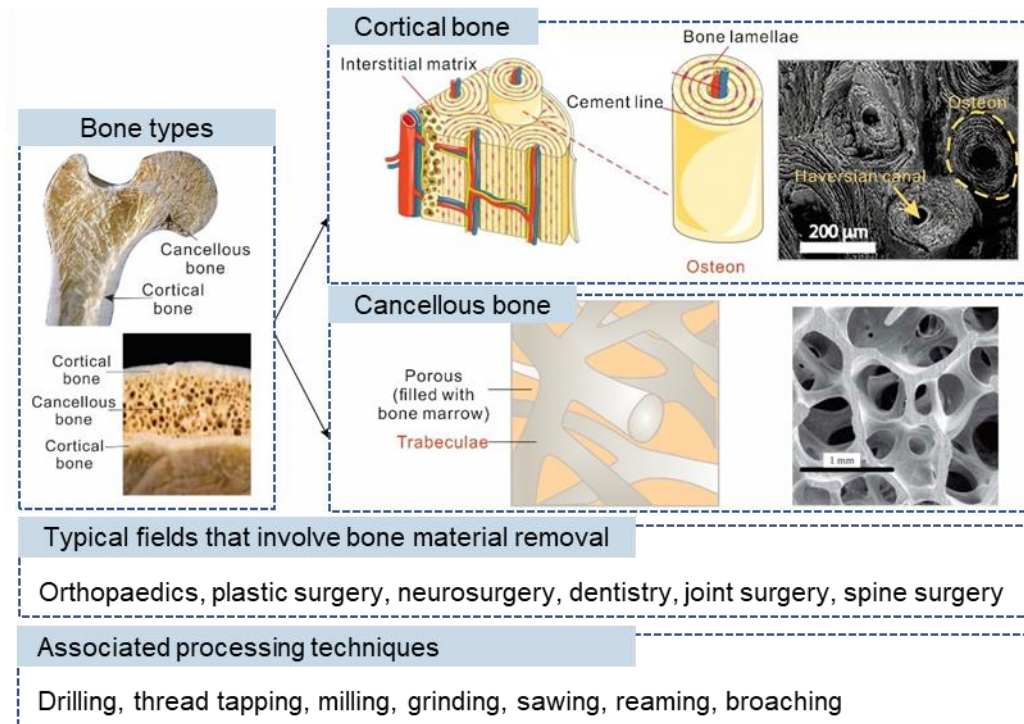 Bone types
Cancellous
bone
Cortical
bone
Cortical
bone
Cancellous
bone
Cortical
bone
Cortical bone
Interstitial matrix
Bone lamellae
Cement line
Osteon
Osteon
Haversian canal
200 μm
Cancellous bone
Porous
(filled with
bone marrow)
Trabeculae
1 mm
Typical fields that involve bone material removal
Orthopaedics, plastic surgery, neurosurgery, dentistry, joint surgery, spine surgery
Associated processing techniques
Drilling, thread tapping, milling, grinding, sawing, reaming, broaching